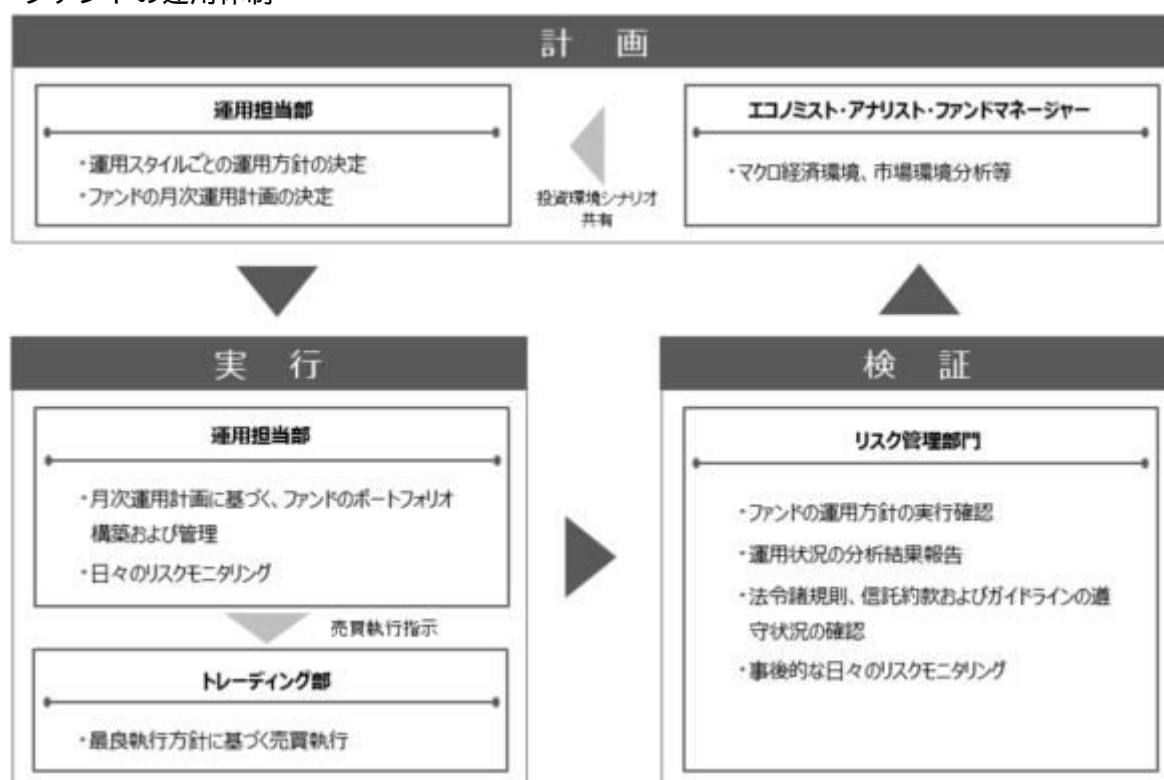 ファンドの運用体制
計 画
運用担当部
・運用スタイルごとの運用方針の決定
・ファンドの月次運用計画の決定
投資環境シナリオ
共有
エコノミスト・アナリスト・ファンドマネージャー
・マクロ経済環境、市場環境分析等
実 行
運用担当部
・月次運用計画に基づく、ファンドのポートフォリオ
構築および管理
・日々のリスクモニタリング
売買執行指示
トレーディング部
・最良執行方針に基づく売買執行
検 証
リスク管理部門
・ファンドの運用方針の実行確認
・運用状況の分析結果報告
・法令諸規則、信託約款およびガイドラインの遵
守状況の確認
・事後的な日々のリスクモニタリング